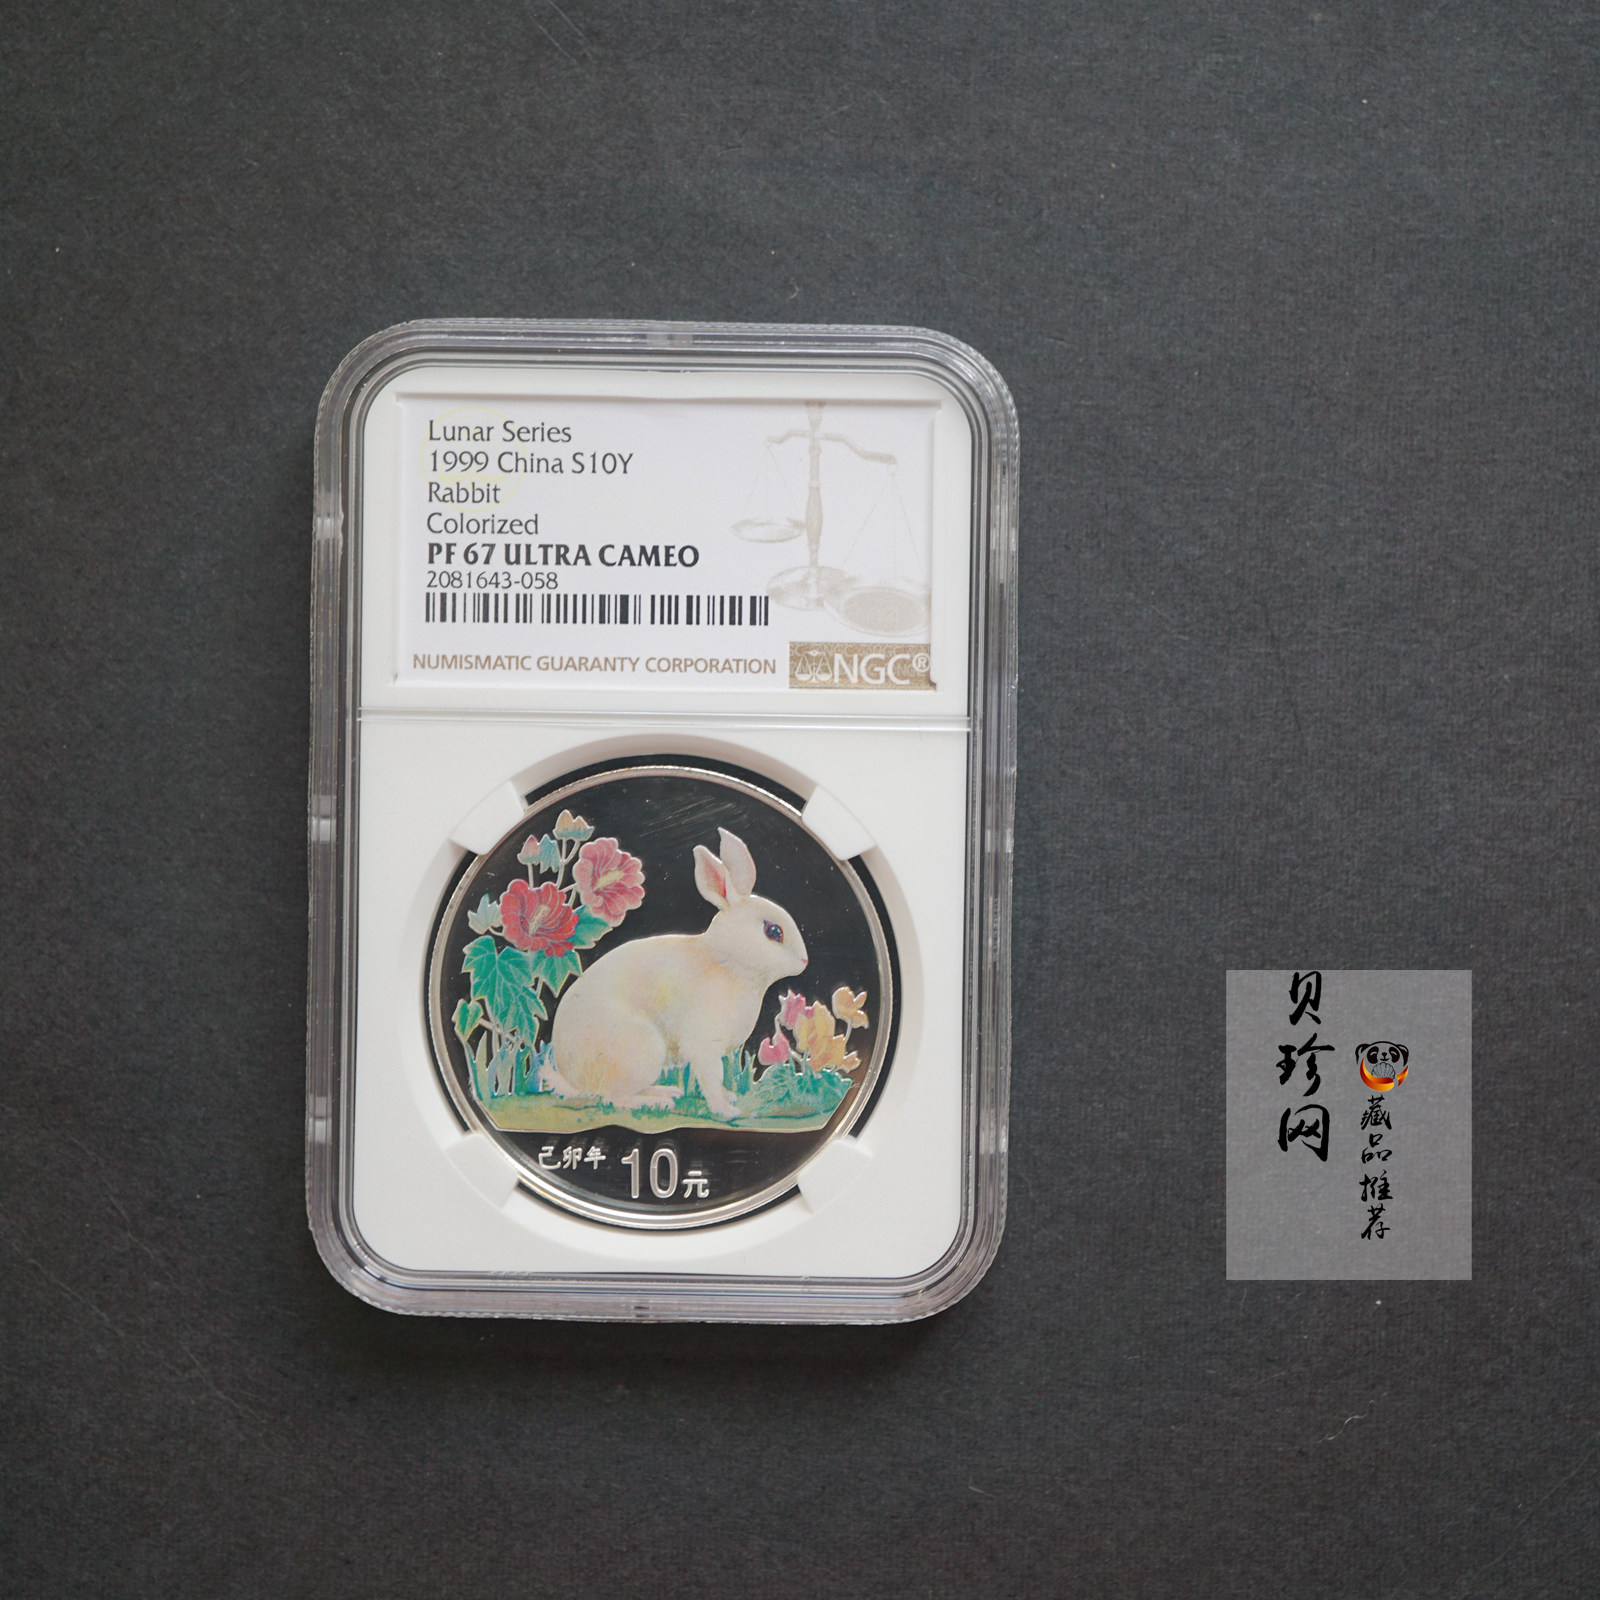 Lunar Series
1999 China S10Y
Rabbit
Colorized
PF 67 ULTRA CAMEO
2081643-058
NUMISMATIC GUARANTY CORPORATION
NGC®
己卯年 10元
贝珍网
藏品推荐